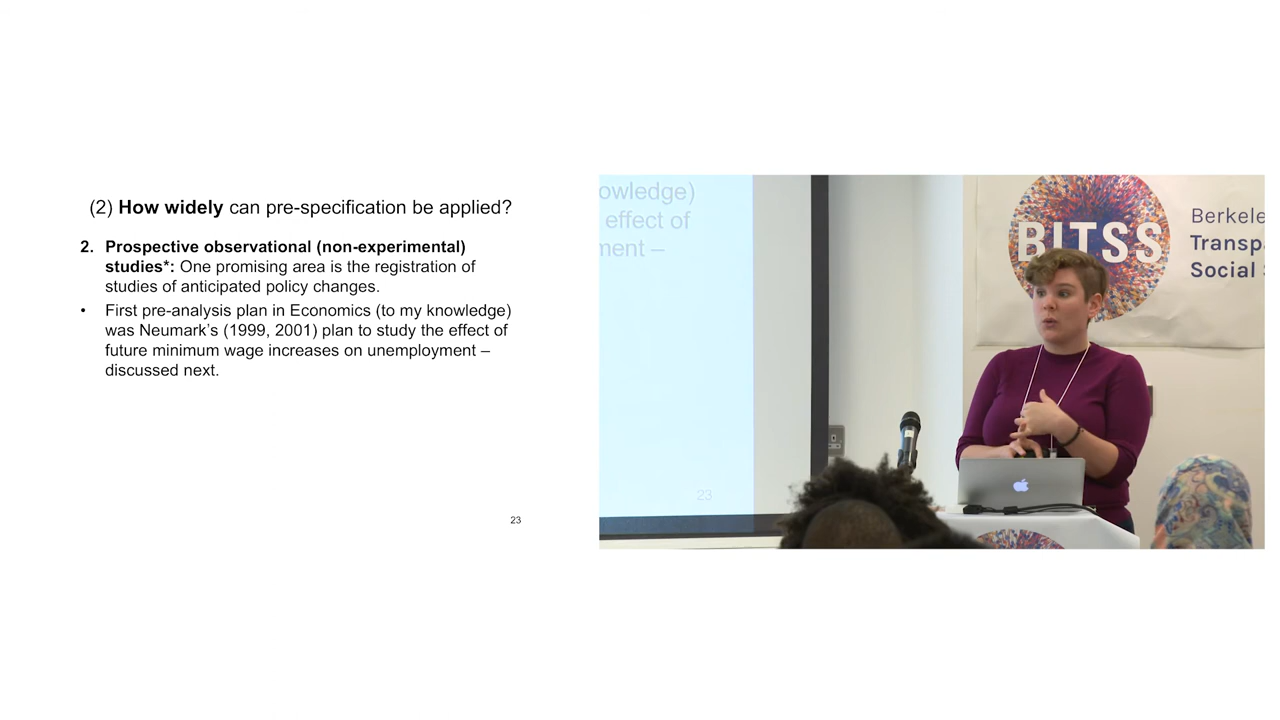 (2) How widely can pre-specification be applied?
2. Prospective observational (non-experimental)
studies*: One promising area is the registration of
studies of anticipated policy changes.
• First pre-analysis plan in Economics (to my knowledge)
was Neumark's (1999, 2001) plan to study the effect of
future minimum wage increases on unemployment –
discussed next.
23
owledge)
effect of
ment –
23
BITSS
Berkele
Transp
Social